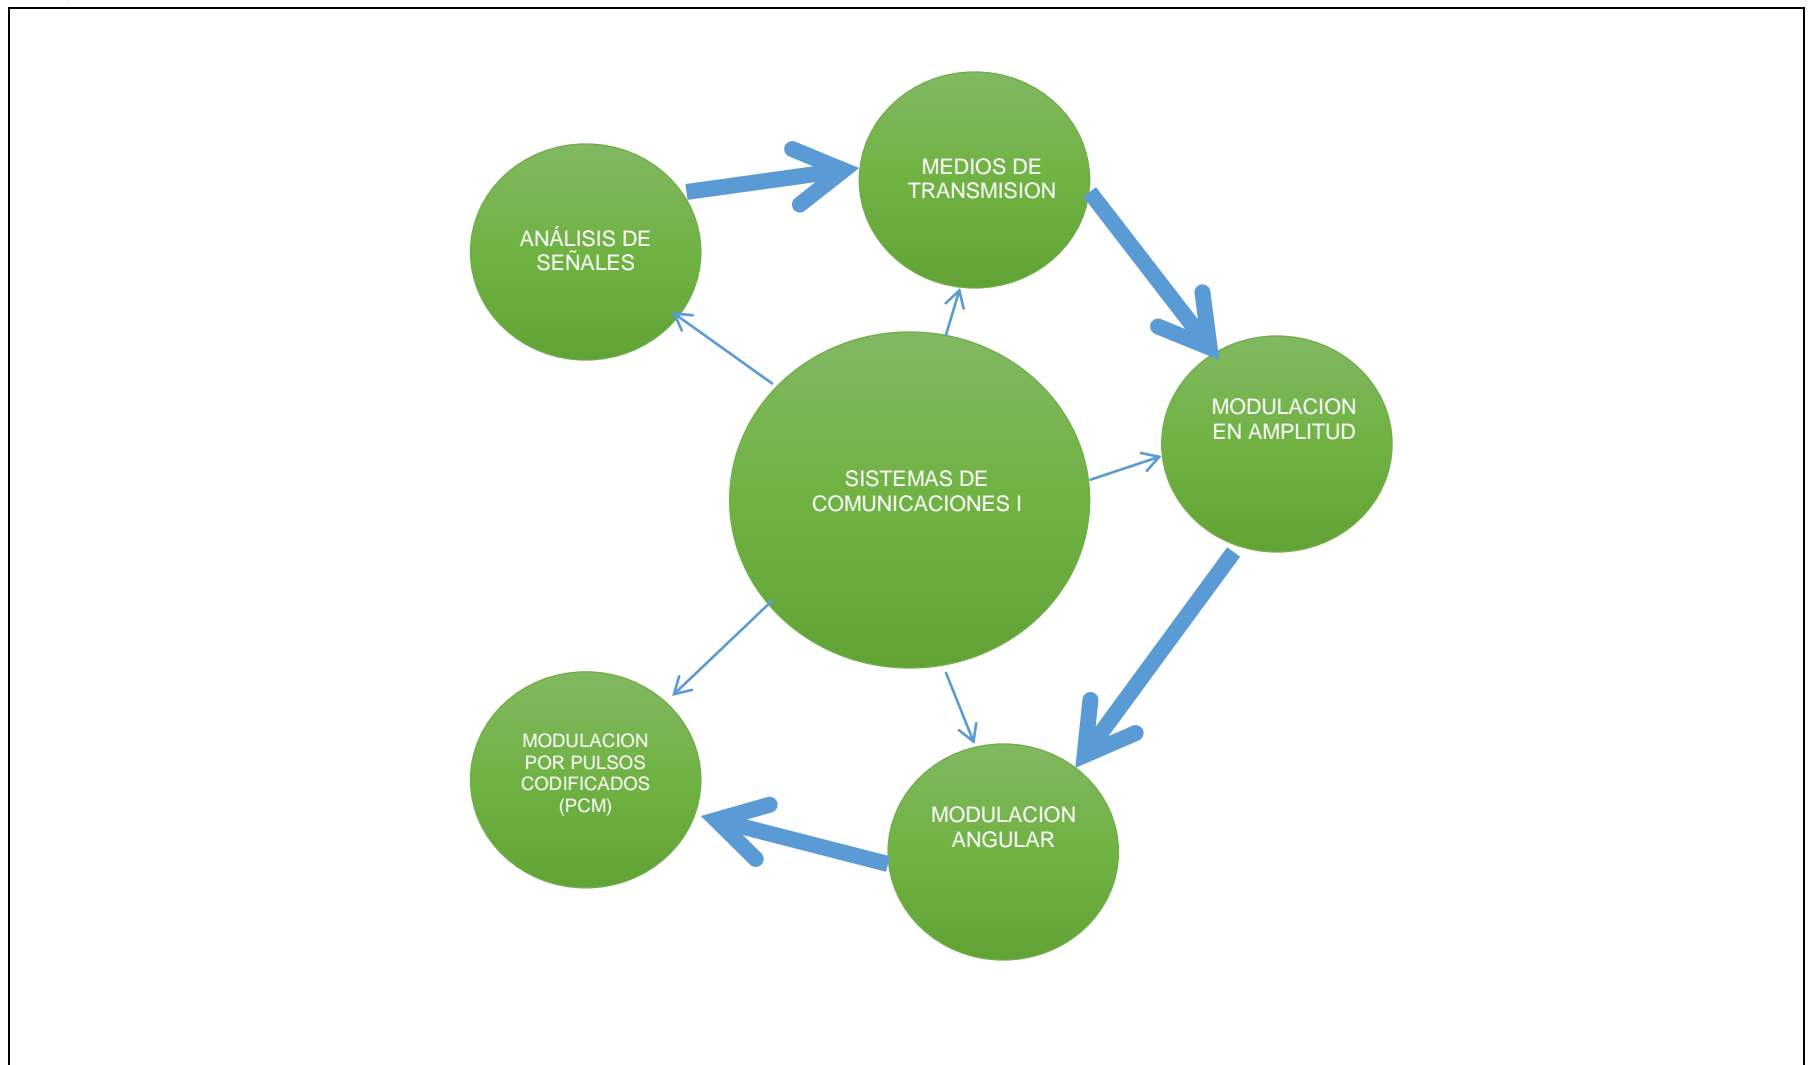 MEDIOS DE
TRANSMISION
ANÁLISIS DE
SEÑALES
MODULACION
EN AMPLITUD
SISTEMAS DE
COMUNICACIONES I
MODULACION
POR PULSOS
CODIFICADOS
(PCM)
MODULACION
ANGULAR